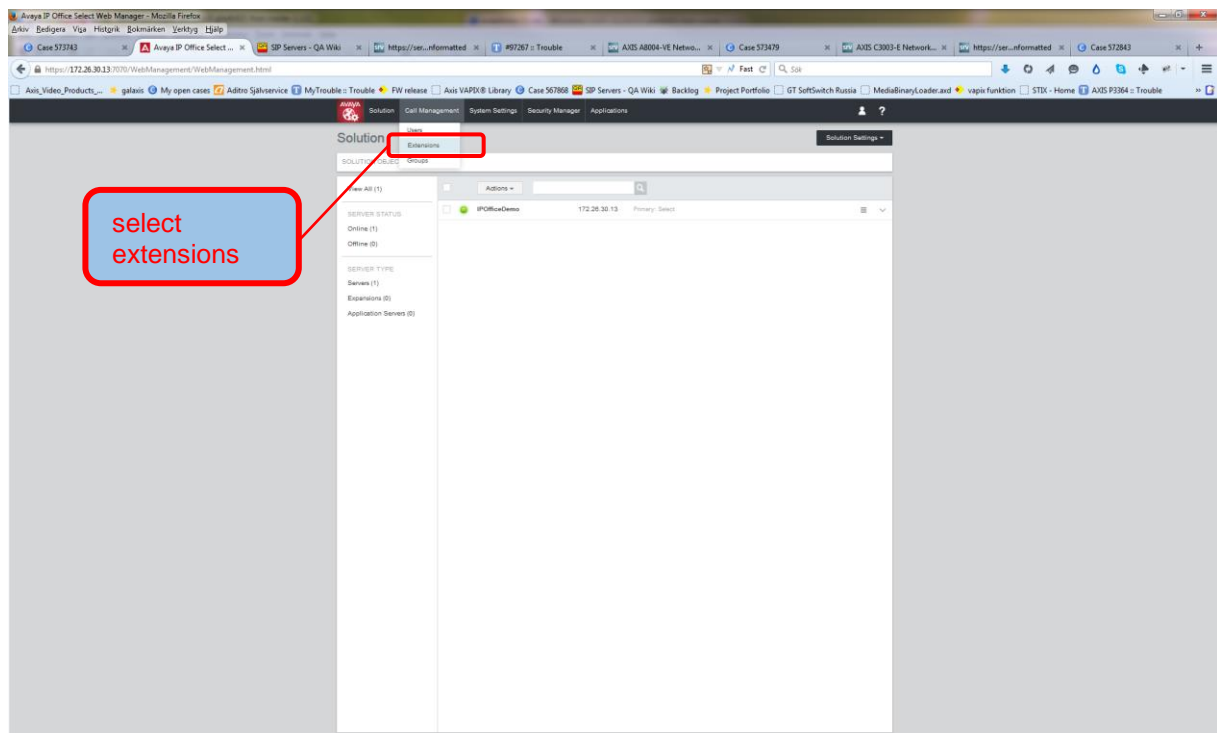 Avaya IP Office Select Web Manager - Mozilla Firefox
Arkiv Redigera Visa Historik Bokmärken Verktyg Hjälp
Case 573743 Avaya IP Office Select ... SIP Servers - QA Wiki https://ser...nformatted #97267 :: Trouble AXIS A8004-VE Netwo... Case 573479 AXIS C3003-E Network... https://ser...nformatted Case 572843
https://172.26.30.13:7070/WebManagement/WebManagement.html Fast Sök
Axis_Video_Products_... galaxis My open cases Aditro Självservice MyTrouble :: Trouble FW release Axis VAPIX® Library Case 567868 SIP Servers - QA Wiki Backlog Project Portfolio GT SoftSwitch Russia MediaBinaryLoader.axd vapix funktion STIX - Home AXIS P3364 :: Trouble
AVAYA Solution Call Management System Settings Security Manager Applications ?
Users
Solution Extensions Solution Settings
SOLUTION OBJEC Groups
View All (1) Actions
IPOfficeDemo 172.26.30.13 Primary: Select
SERVER STATUS
Online (1)
Offline (0)
SERVER TYPE
Servers (1)
Expansions (0)
Application Servers (0)
select
extensions